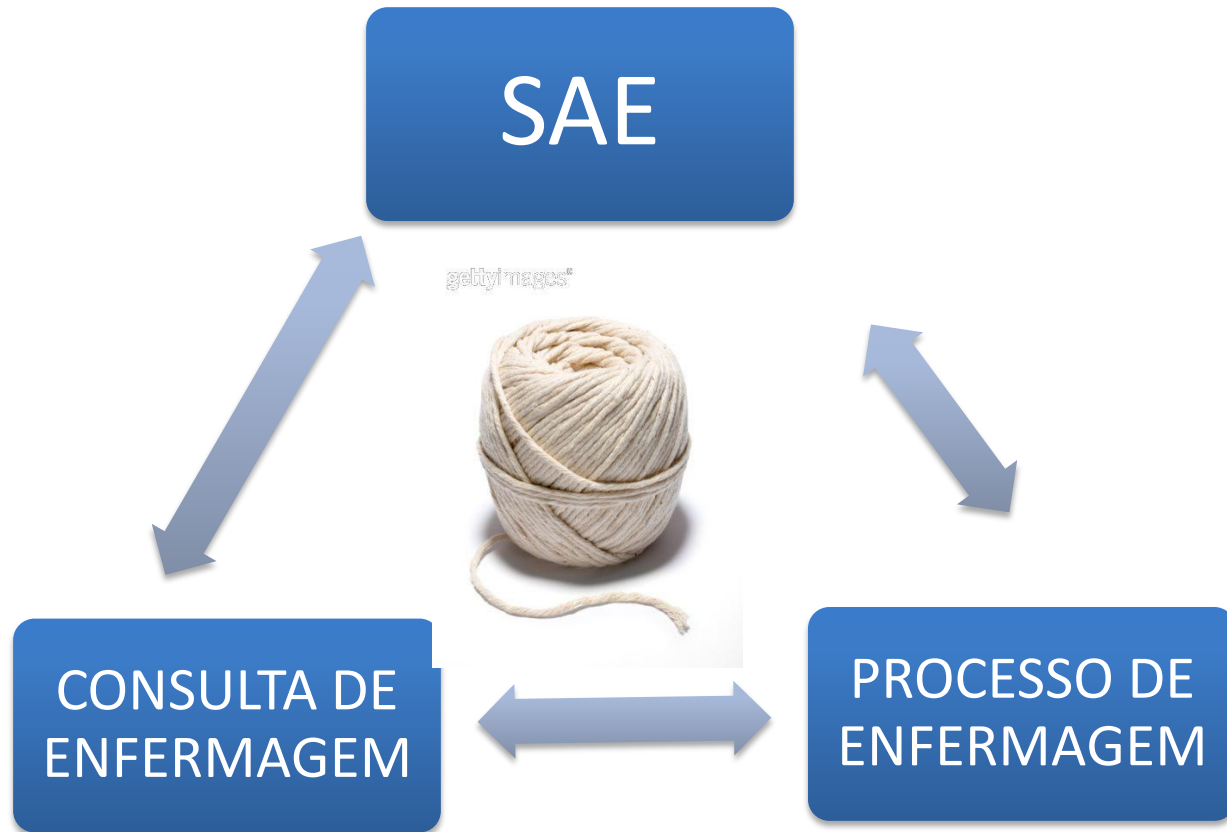 SAE
gettyimages®
CONSULTA DE
ENFERMAGEM
PROCESSO DE
ENFERMAGEM